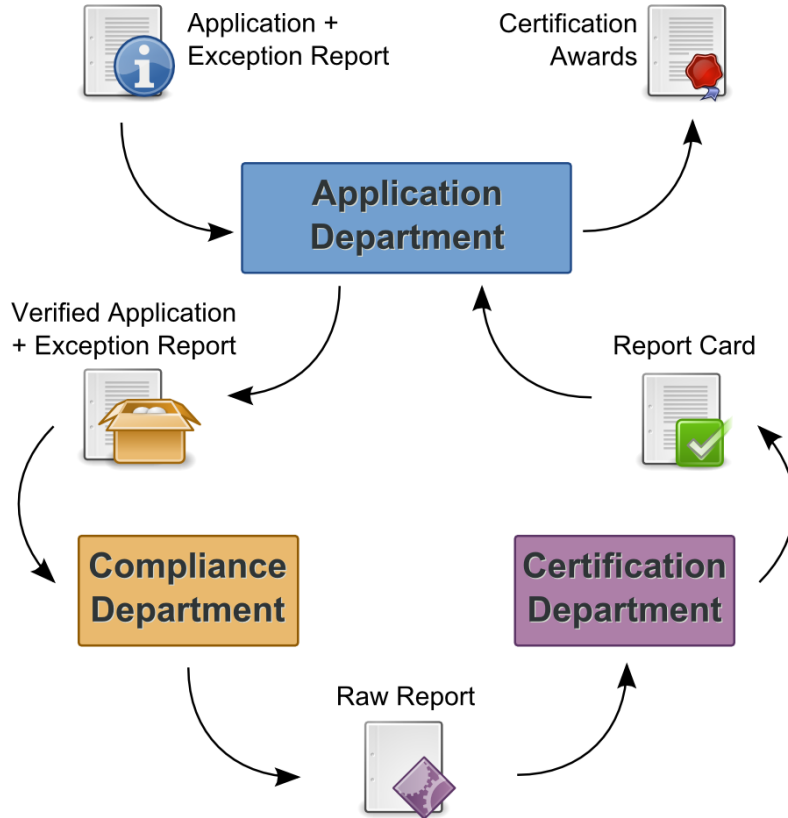 Application +
Exception Report
Certification
Awards
Application
Department
Verified Application
+ Exception Report
Report Card
Compliance
Department
Certification
Department
Raw Report